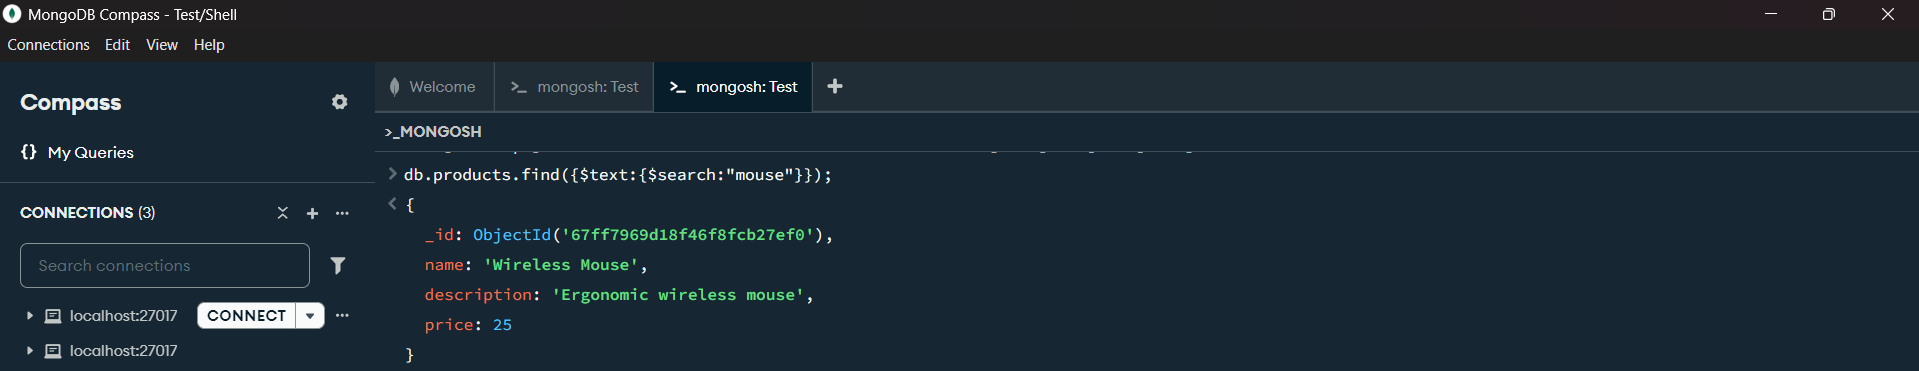 MongoDB Compass - Test/Shell
Connections Edit View Help
Compass
{} My Queries
CONNECTIONS (3)
Search connections
localhost:27017 CONNECT
localhost:27017
Welcome >_ mongosh: Test >_ mongosh: Test +
>_MONGOSH
> db.products.find({$text:{$search:"mouse"}});
< {
_id: ObjectId('67ff7969d18f46f8fcb27ef0'),
name: 'Wireless Mouse',
description: 'Ergonomic wireless mouse',
price: 25
}